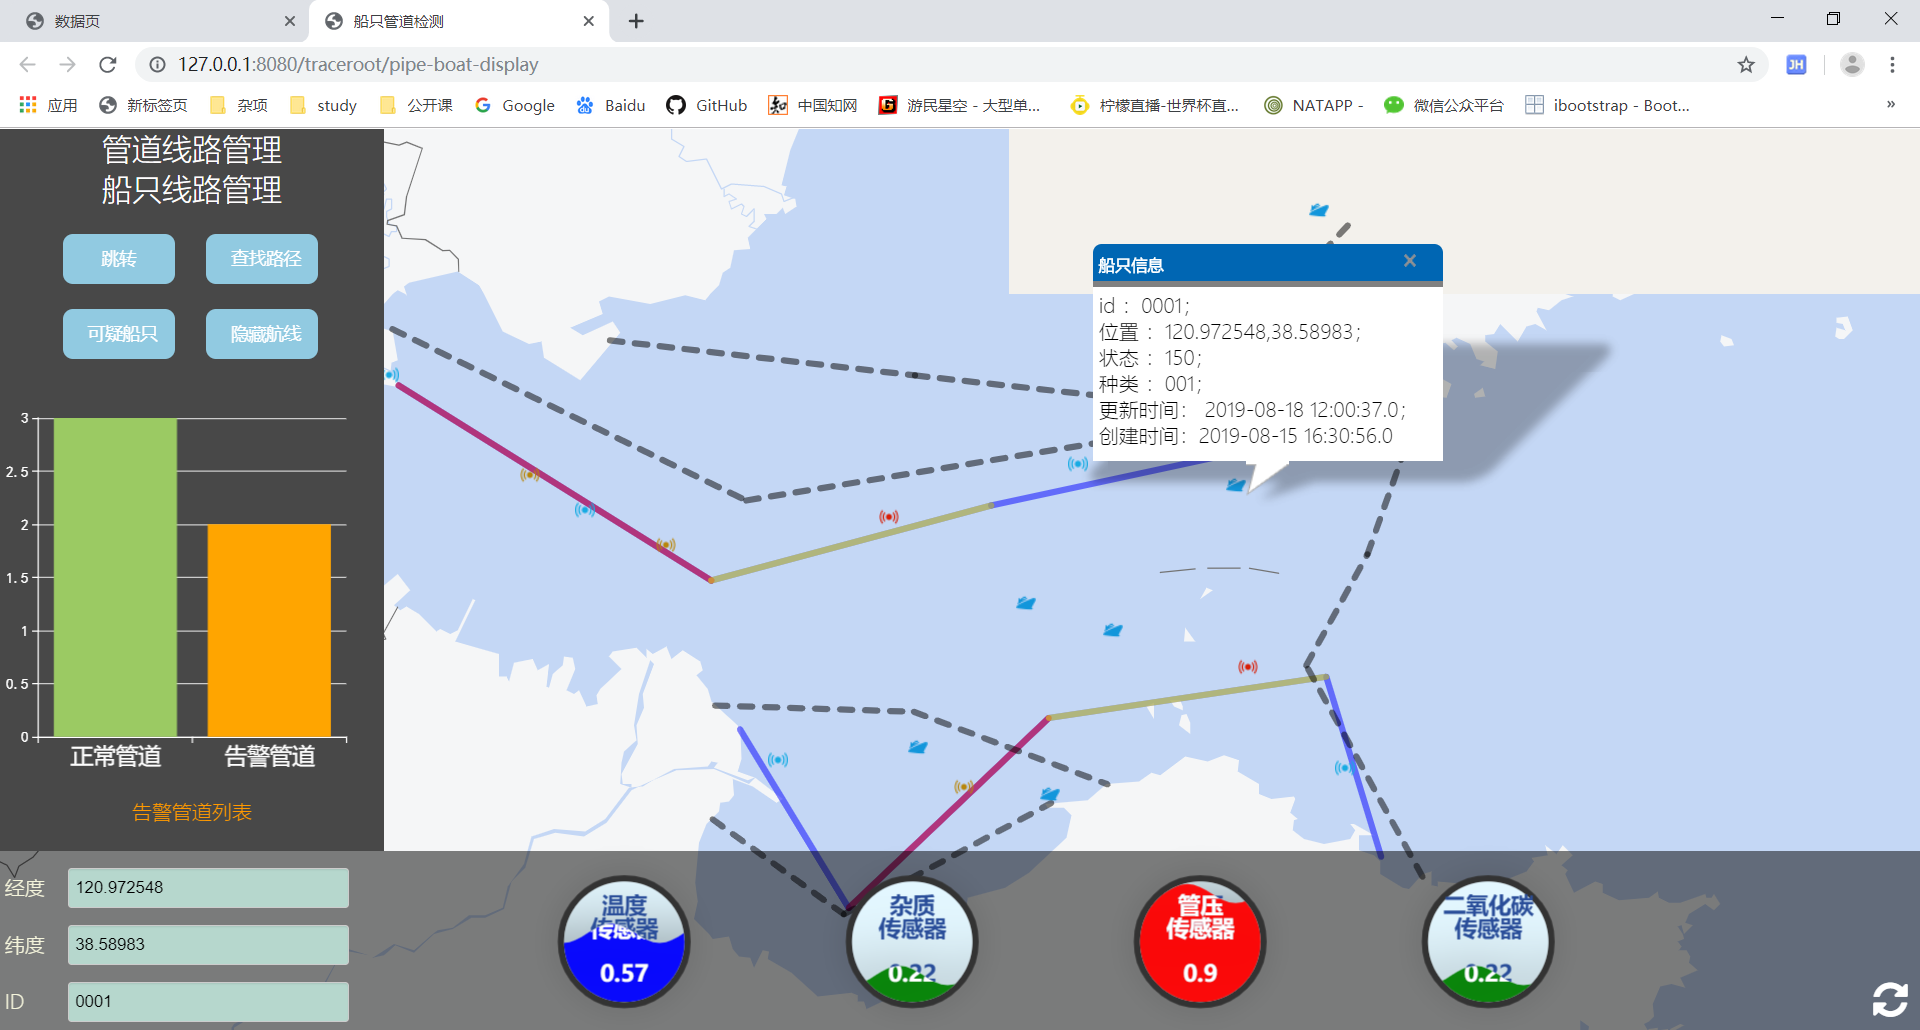 数据页
船只管道检测
127.0.0.1:8080/traceroot/pipe-boat-display
JH
应用
新标签页
杂项
study
公开课
Google
Baidu
GitHub
中国知网
游民星空 - 大型单...
柠檬直播-世界杯直...
NATAPP -
微信公众平台
ibootstrap - Boot...
»
管道线路管理
船只线路管理
跳转
查找路径
可疑船只
隐藏航线
3
2.5
2
1.5
1
0.5
0
正常管道
告警管道
告警管道列表
船只信息
id： 0001;
位置： 120.972548,38.58983;
状态： 150;
种类： 001;
更新时间： 2019-08-18 12:00:37.0;
创建时间：2019-08-15 16:30:56.0
经度
120.972548
纬度
38.58983
ID
0001
温度
传感器
0.57
杂质
传感器
0.22
管压
传感器
0.9
二氧化碳
传感器
0.22